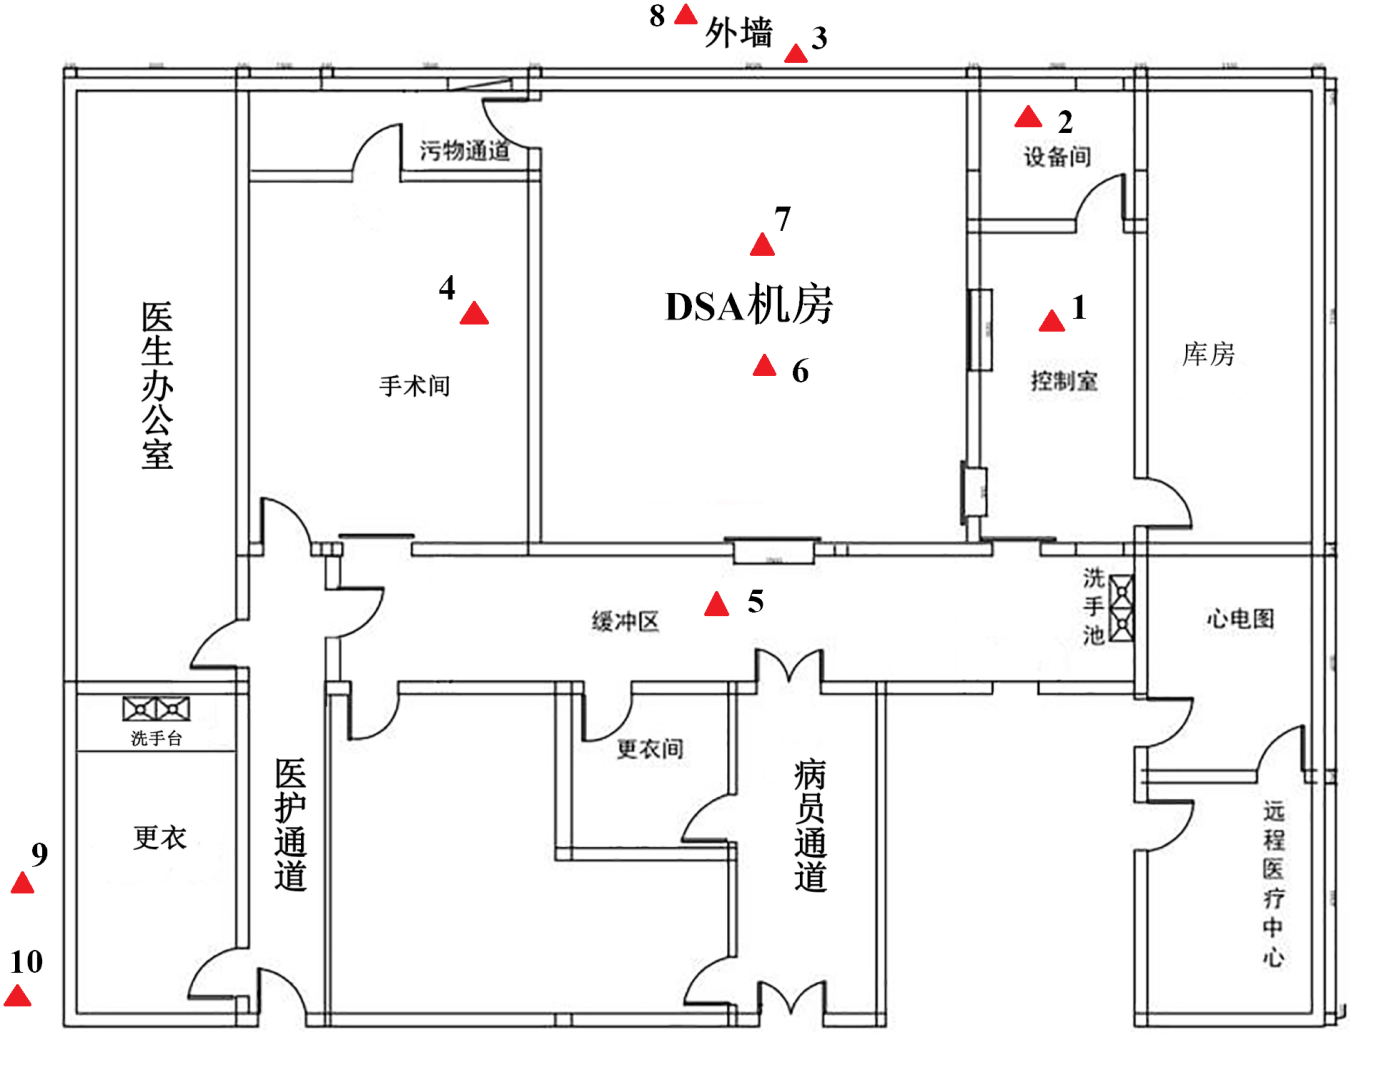 8
外墙
3
2
设备间
污物通道
7
4
DSA机房
1
医生办公室
手术间
6
控制室
库房
5
缓冲区
洗手池
心电图
洗手台
更衣间
医护通道
病员通道
更衣
远程医疗中心
9
10